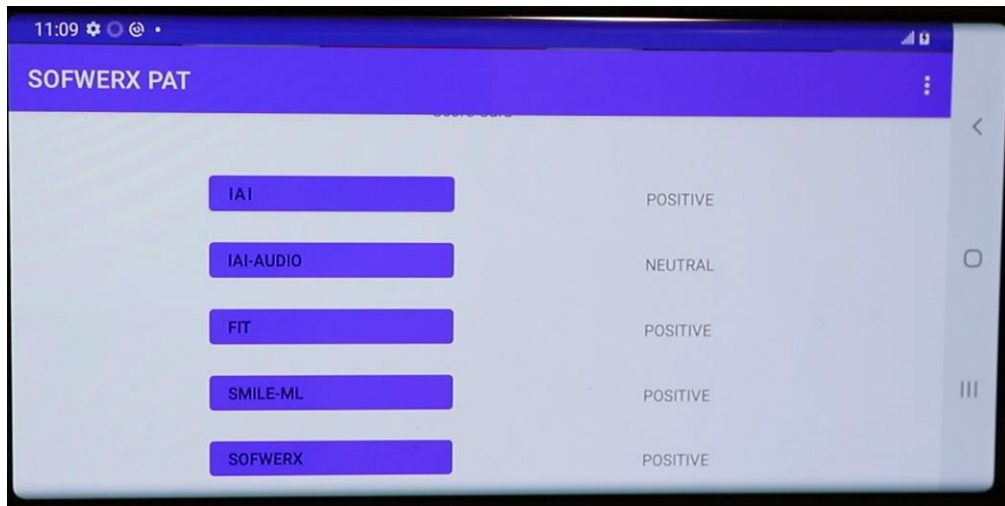 11:09
SOFWERX PAT
IAI POSITIVE
IAI-AUDIO NEUTRAL
FIT POSITIVE
SMILE-ML POSITIVE
SOFWERX POSITIVE